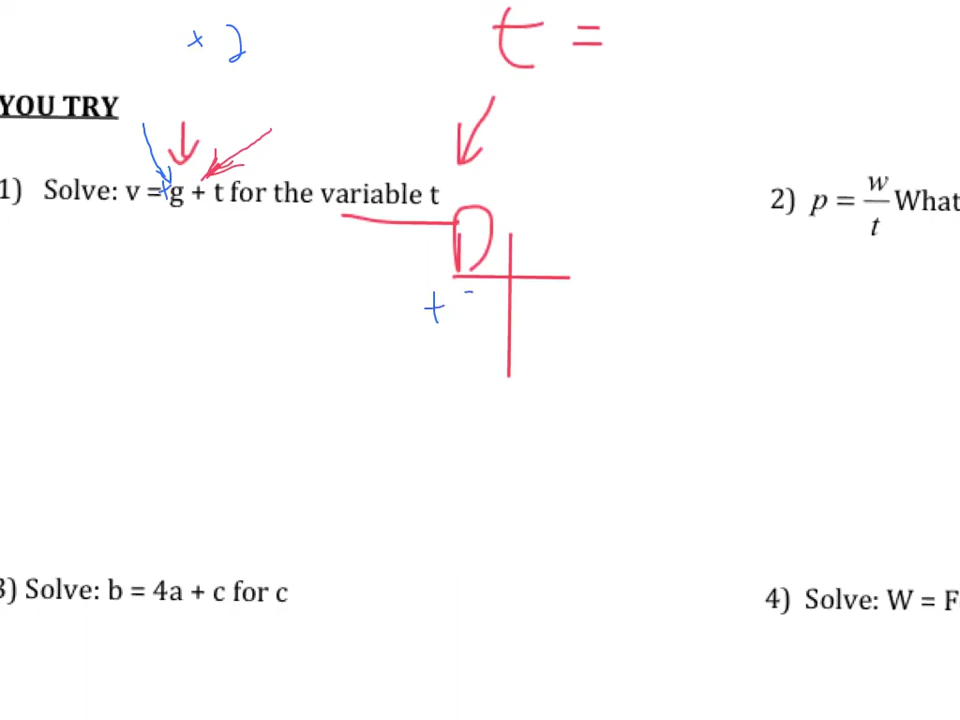 + 2
t =
YOU TRY
1) Solve: v = +g + t for the variable t
2) p = w/t What
D
+ -
3) Solve: b = 4a + c for c
4) Solve: W = F